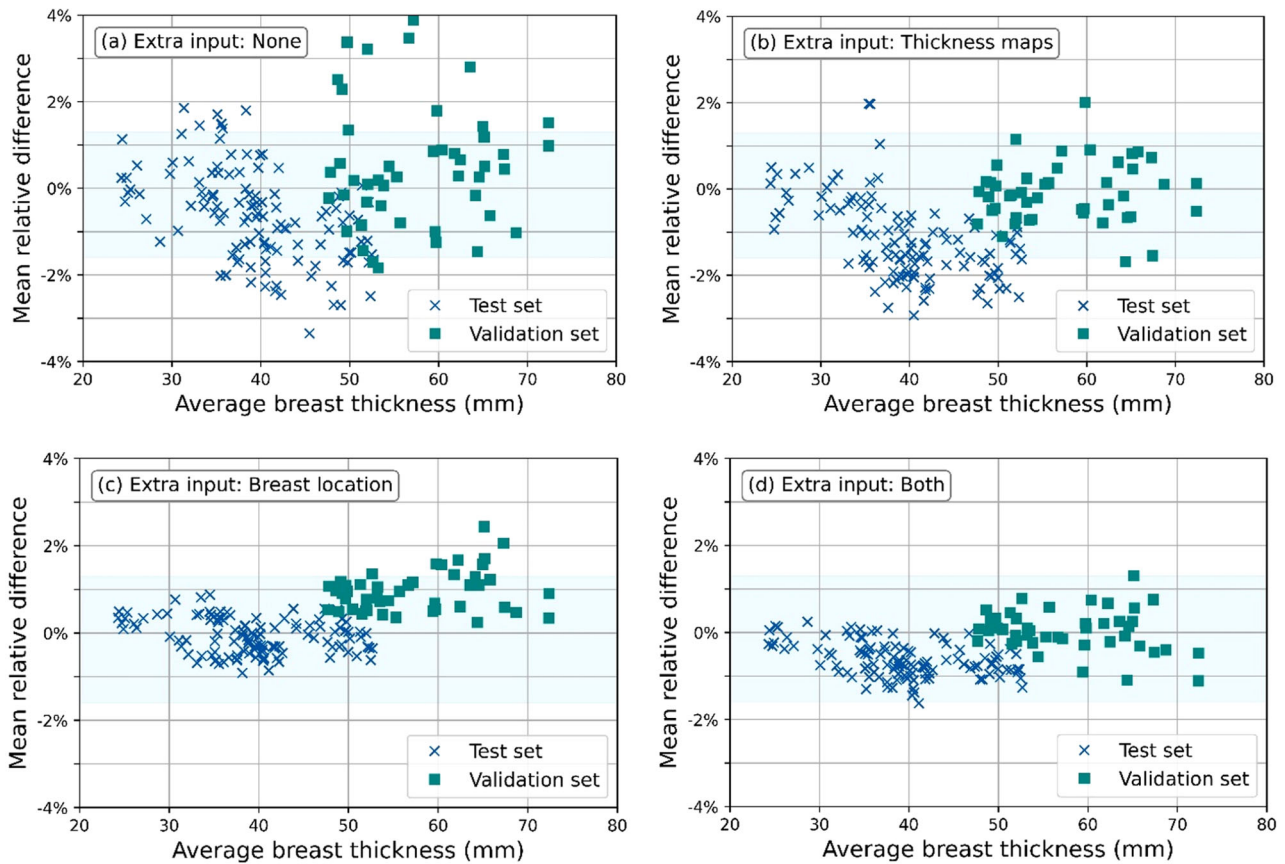 (a) Extra input: None
4%
2%
0%
-2%
-4%
Mean relative difference
Test set
Validation set
20 30 40 50 60 70 80
Average breast thickness (mm)
(b) Extra input: Thickness maps
4%
2%
0%
-2%
-4%
Mean relative difference
Test set
Validation set
20 30 40 50 60 70 80
Average breast thickness (mm)
(c) Extra input: Breast location
4%
2%
0%
-2%
-4%
Mean relative difference
Test set
Validation set
20 30 40 50 60 70 80
Average breast thickness (mm)
(d) Extra input: Both
4%
2%
0%
-2%
-4%
Mean relative difference
Test set
Validation set
20 30 40 50 60 70 80
Average breast thickness (mm)